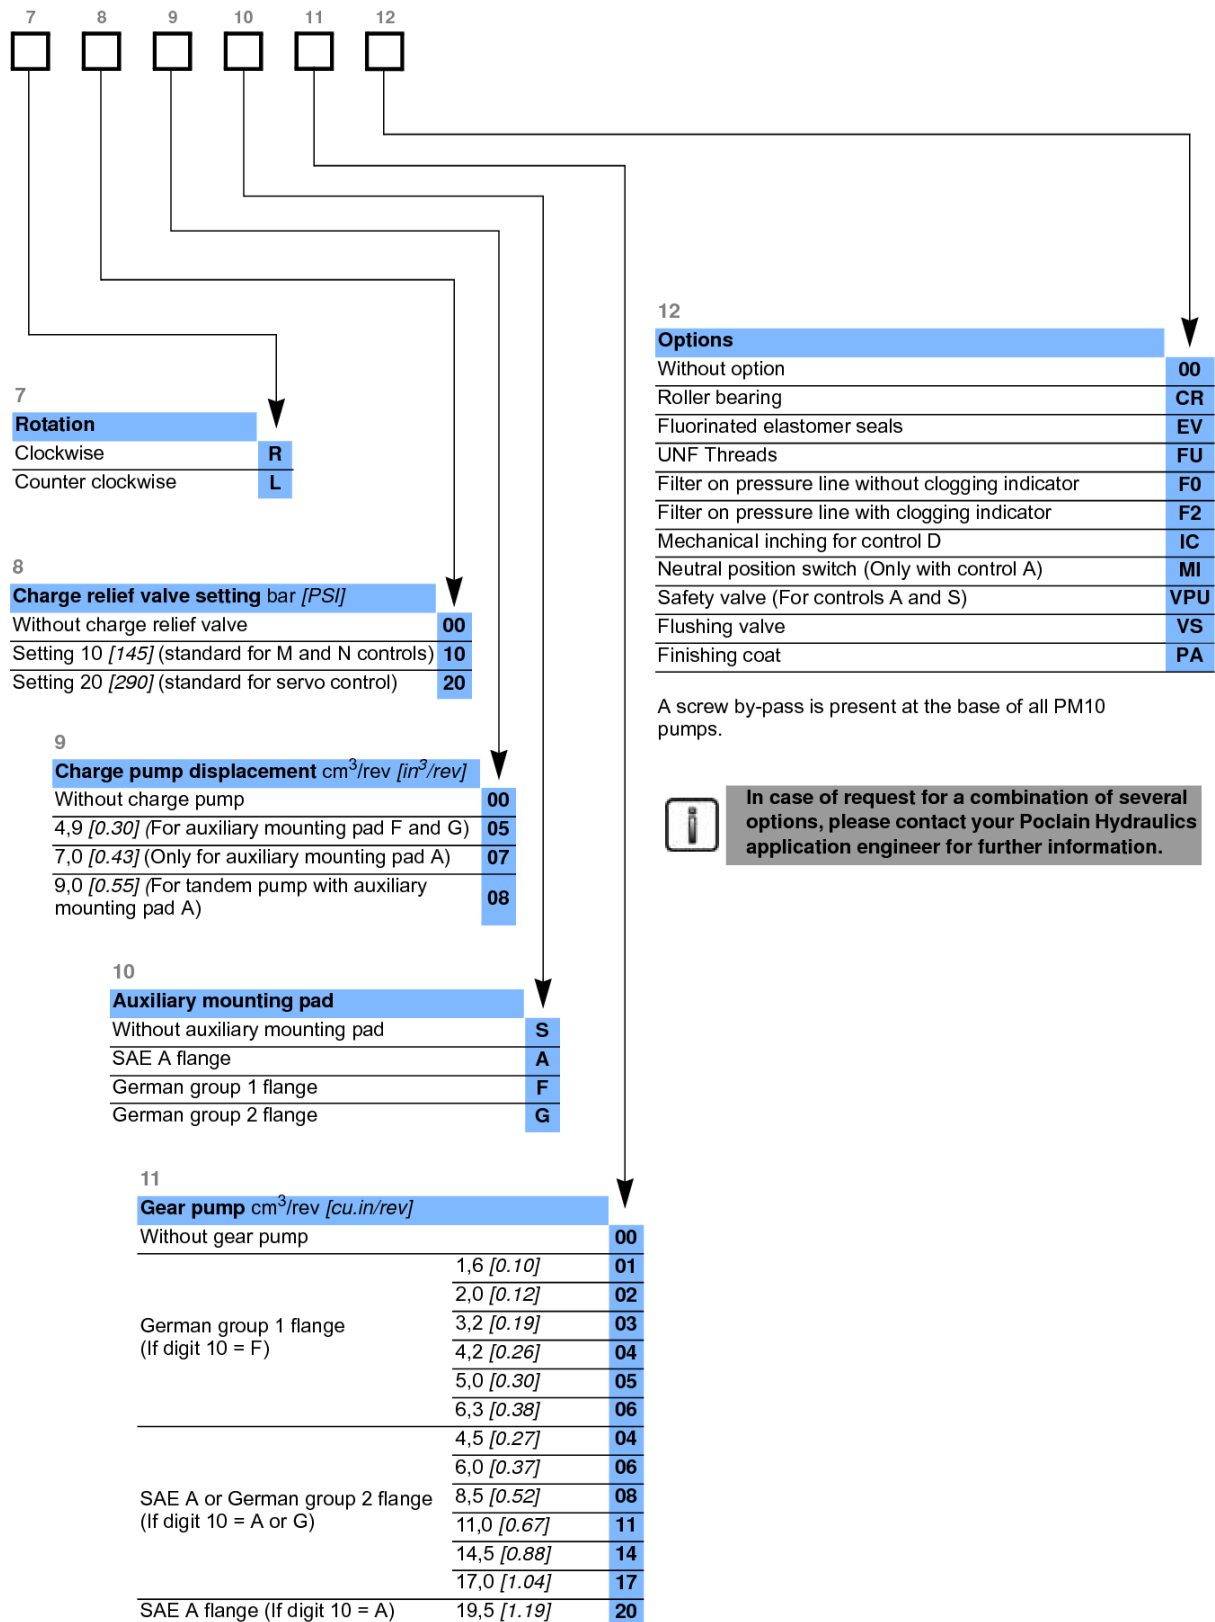 7 8 9 10 11 12
7
Rotation
Clockwise R
Counter clockwise L
8
Charge relief valve setting bar [PSI]
Without charge relief valve 00
Setting 10 [145] (standard for M and N controls) 10
Setting 20 [290] (standard for servo control) 20
9
Charge pump displacement cm³/rev [in³/rev]
Without charge pump 00
4,9 [0.30] (For auxiliary mounting pad F and G) 05
7,0 [0.43] (Only for auxiliary mounting pad A) 07
9,0 [0.55] (For tandem pump with auxiliary
mounting pad A) 08
10
Auxiliary mounting pad
Without auxiliary mounting pad S
SAE A flange A
German group 1 flange F
German group 2 flange G
11
Gear pump cm³/rev [cu.in/rev]
Without gear pump 00
German group 1 flange
(If digit 10 = F)
1,6 [0.10] 01
2,0 [0.12] 02
3,2 [0.19] 03
4,2 [0.26] 04
5,0 [0.30] 05
6,3 [0.38] 06
SAE A or German group 2 flange
(If digit 10 = A or G)
4,5 [0.27] 04
6,0 [0.37] 06
8,5 [0.52] 08
11,0 [0.67] 11
14,5 [0.88] 14
17,0 [1.04] 17
SAE A flange (If digit 10 = A) 19,5 [1.19] 20
12
Options
Without option 00
Roller bearing CR
Fluorinated elastomer seals EV
UNF Threads FU
Filter on pressure line without clogging indicator F0
Filter on pressure line with clogging indicator F2
Mechanical inching for control D IC
Neutral position switch (Only with control A) MI
Safety valve (For controls A and S) VPU
Flushing valve VS
Finishing coat PA
A screw by-pass is present at the base of all PM10
pumps.
i
In case of request for a combination of several
options, please contact your Poclain Hydraulics
application engineer for further information.